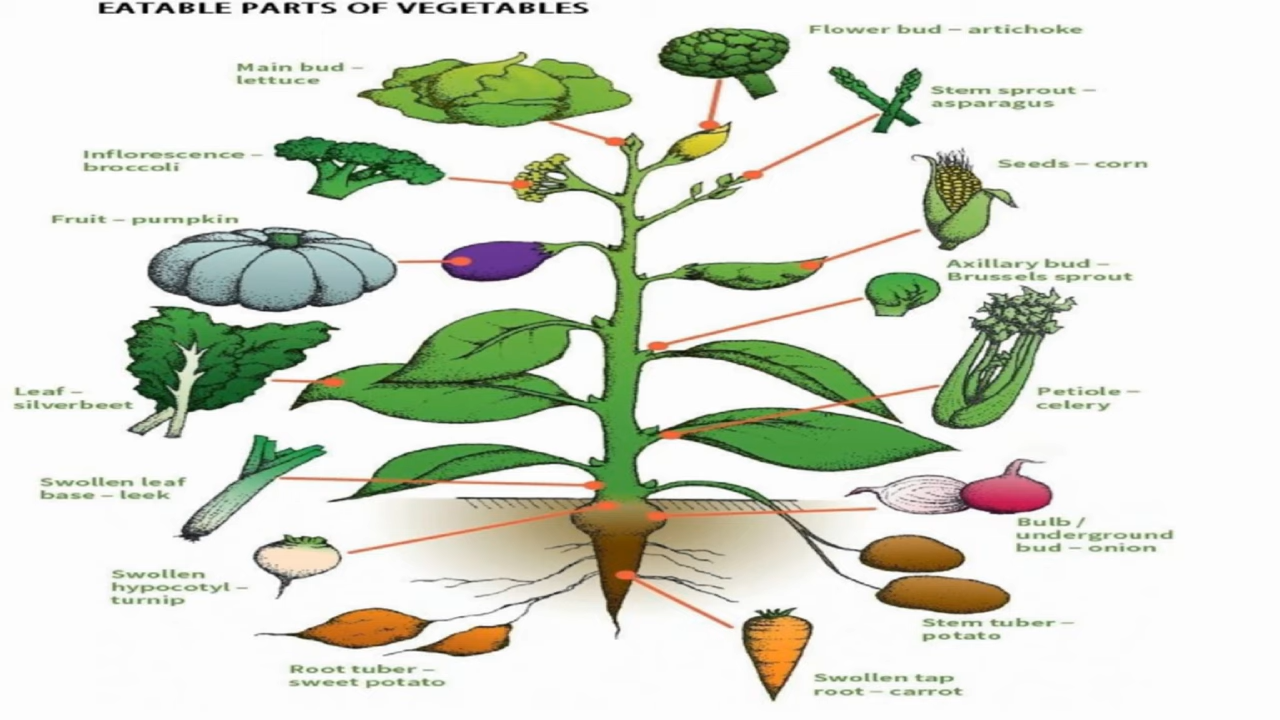 EATABLE PARTS OF VEGETABLES
Flower bud – artichoke
Main bud –
lettuce
Stem sprout –
asparagus
Inflorescence –
broccoli
Seeds – corn
Fruit – pumpkin
Axillary bud –
Brussels sprout
Leaf –
silverbeet
Petiole –
celery
Swollen leaf
base – leek
Bulb /
underground
bud – onion
Swollen
hypocotyl –
turnip
Stem tuber –
potato
Root tuber –
sweet potato
Swollen tap
root – carrot